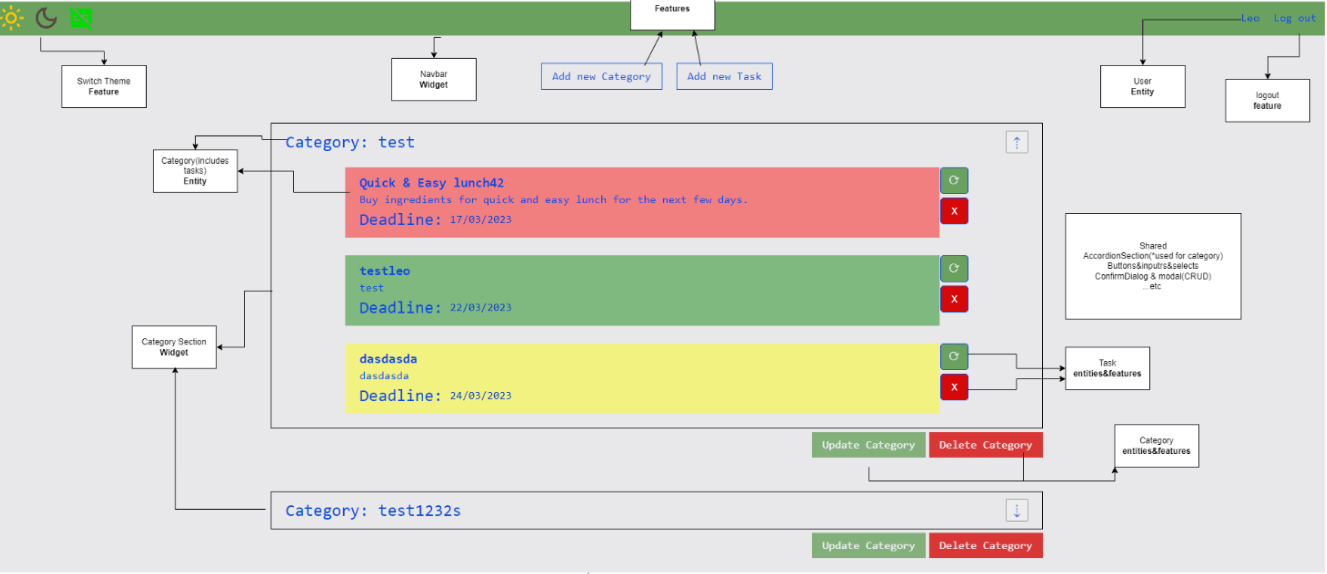 Features
Leo Log out
Switch Theme
Feature
Navbar
Widget
Add new Category
Add new Task
User
Entity
logout
feature
Category: test
Category(includes
tasks)
Entity
Quick & Easy lunch42
Buy ingredients for quick and easy lunch for the next few days.
Deadline: 17/03/2023
X
Shared
AccordionSection(*used for category)
Buttons&inputrs&selects
ConfirmDialog & modal(CRUD)
...etc
testleo
test
Deadline: 22/03/2023
X
Category Section
Widget
dasdasda
dasdasda
Deadline: 24/03/2023
X
Task
entities&features
Update Category
Delete Category
Category
entities&features
Category: test1232s
Update Category
Delete Category